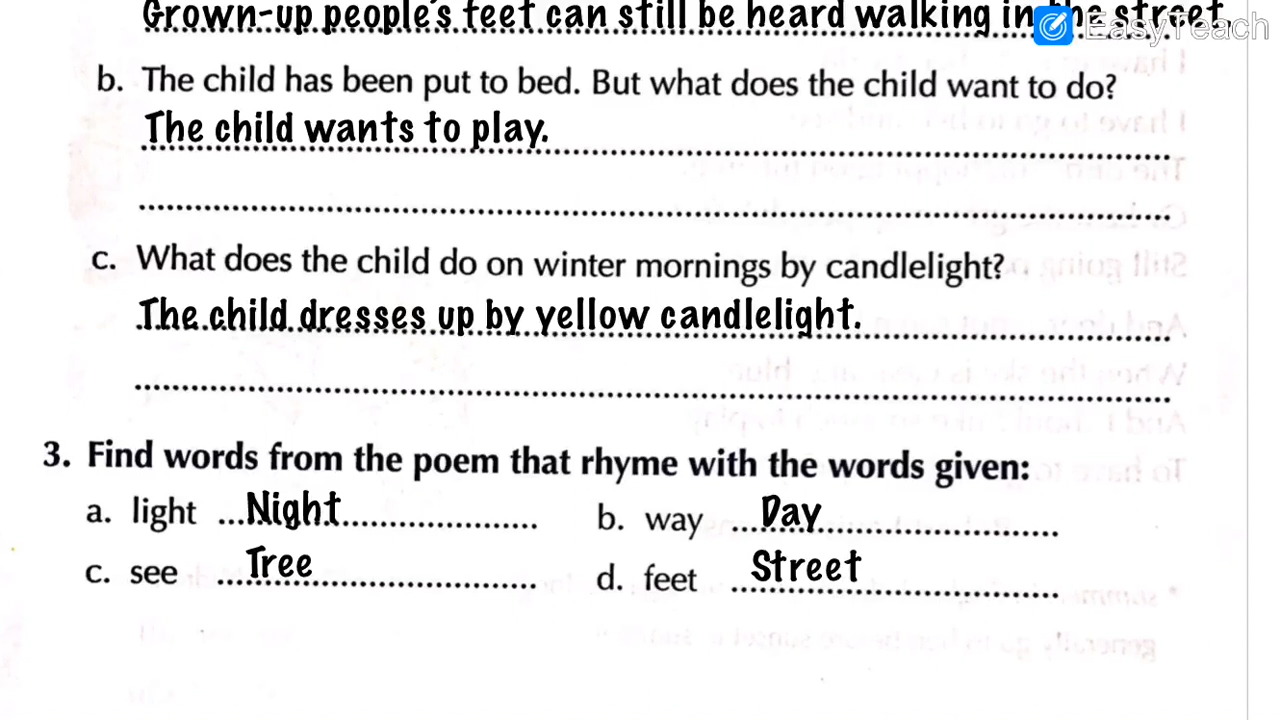 Grown-up people's feet can still be heard walking in the street.
EasyTeach
b. The child has been put to bed. But what does the child want to do?
The child wants to play.
c. What does the child do on winter mornings by candlelight?
The child dresses up by yellow candlelight.
3. Find words from the poem that rhyme with the words given:
a. light Night b. way Day
c. see Tree d. feet Street